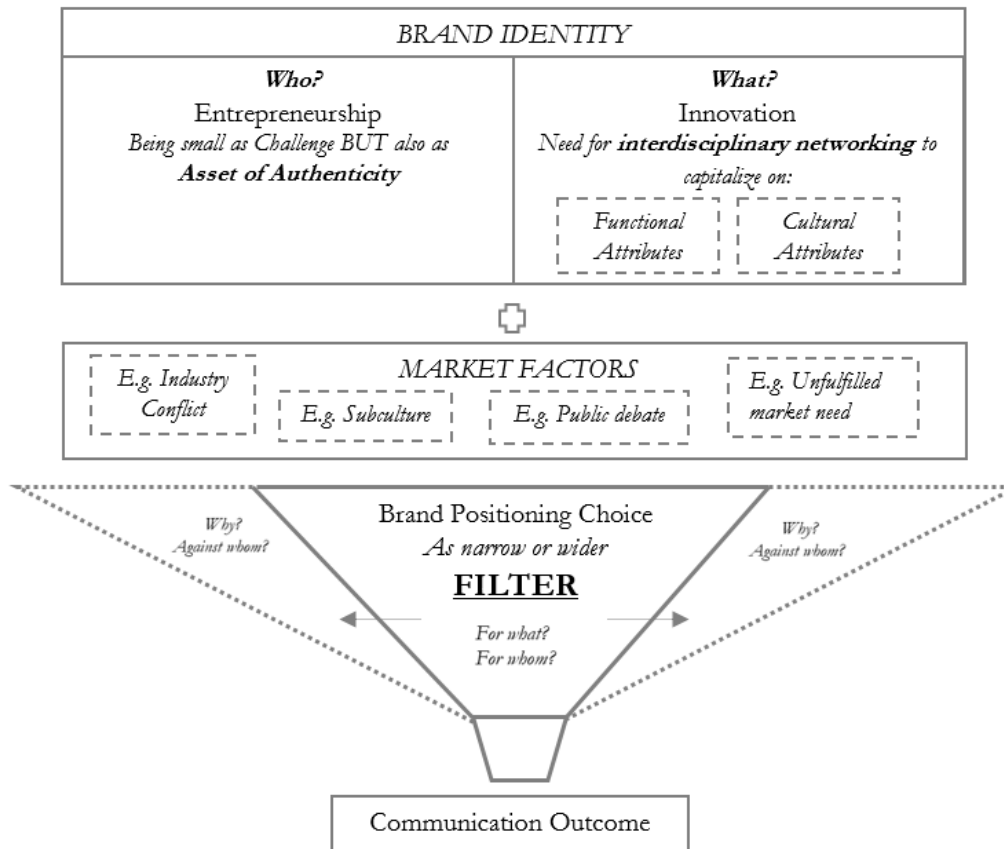 BRAND IDENTITY
Who?
Entrepreneurship
Being small as Challenge BUT also as
Asset of Authenticity
What?
Innovation
Need for interdisciplinary networking to
capitalize on:
Functional
Attributes
Cultural
Attributes
MARKET FACTORS
E.g. Industry
Conflict
E.g. Subculture
E.g. Public debate
E.g. Unfulfilled
market need
Brand Positioning Choice
As narrow or wider
FILTER
Why?
Against whom?
For what?
For whom?
Why?
Against whom?
Communication Outcome